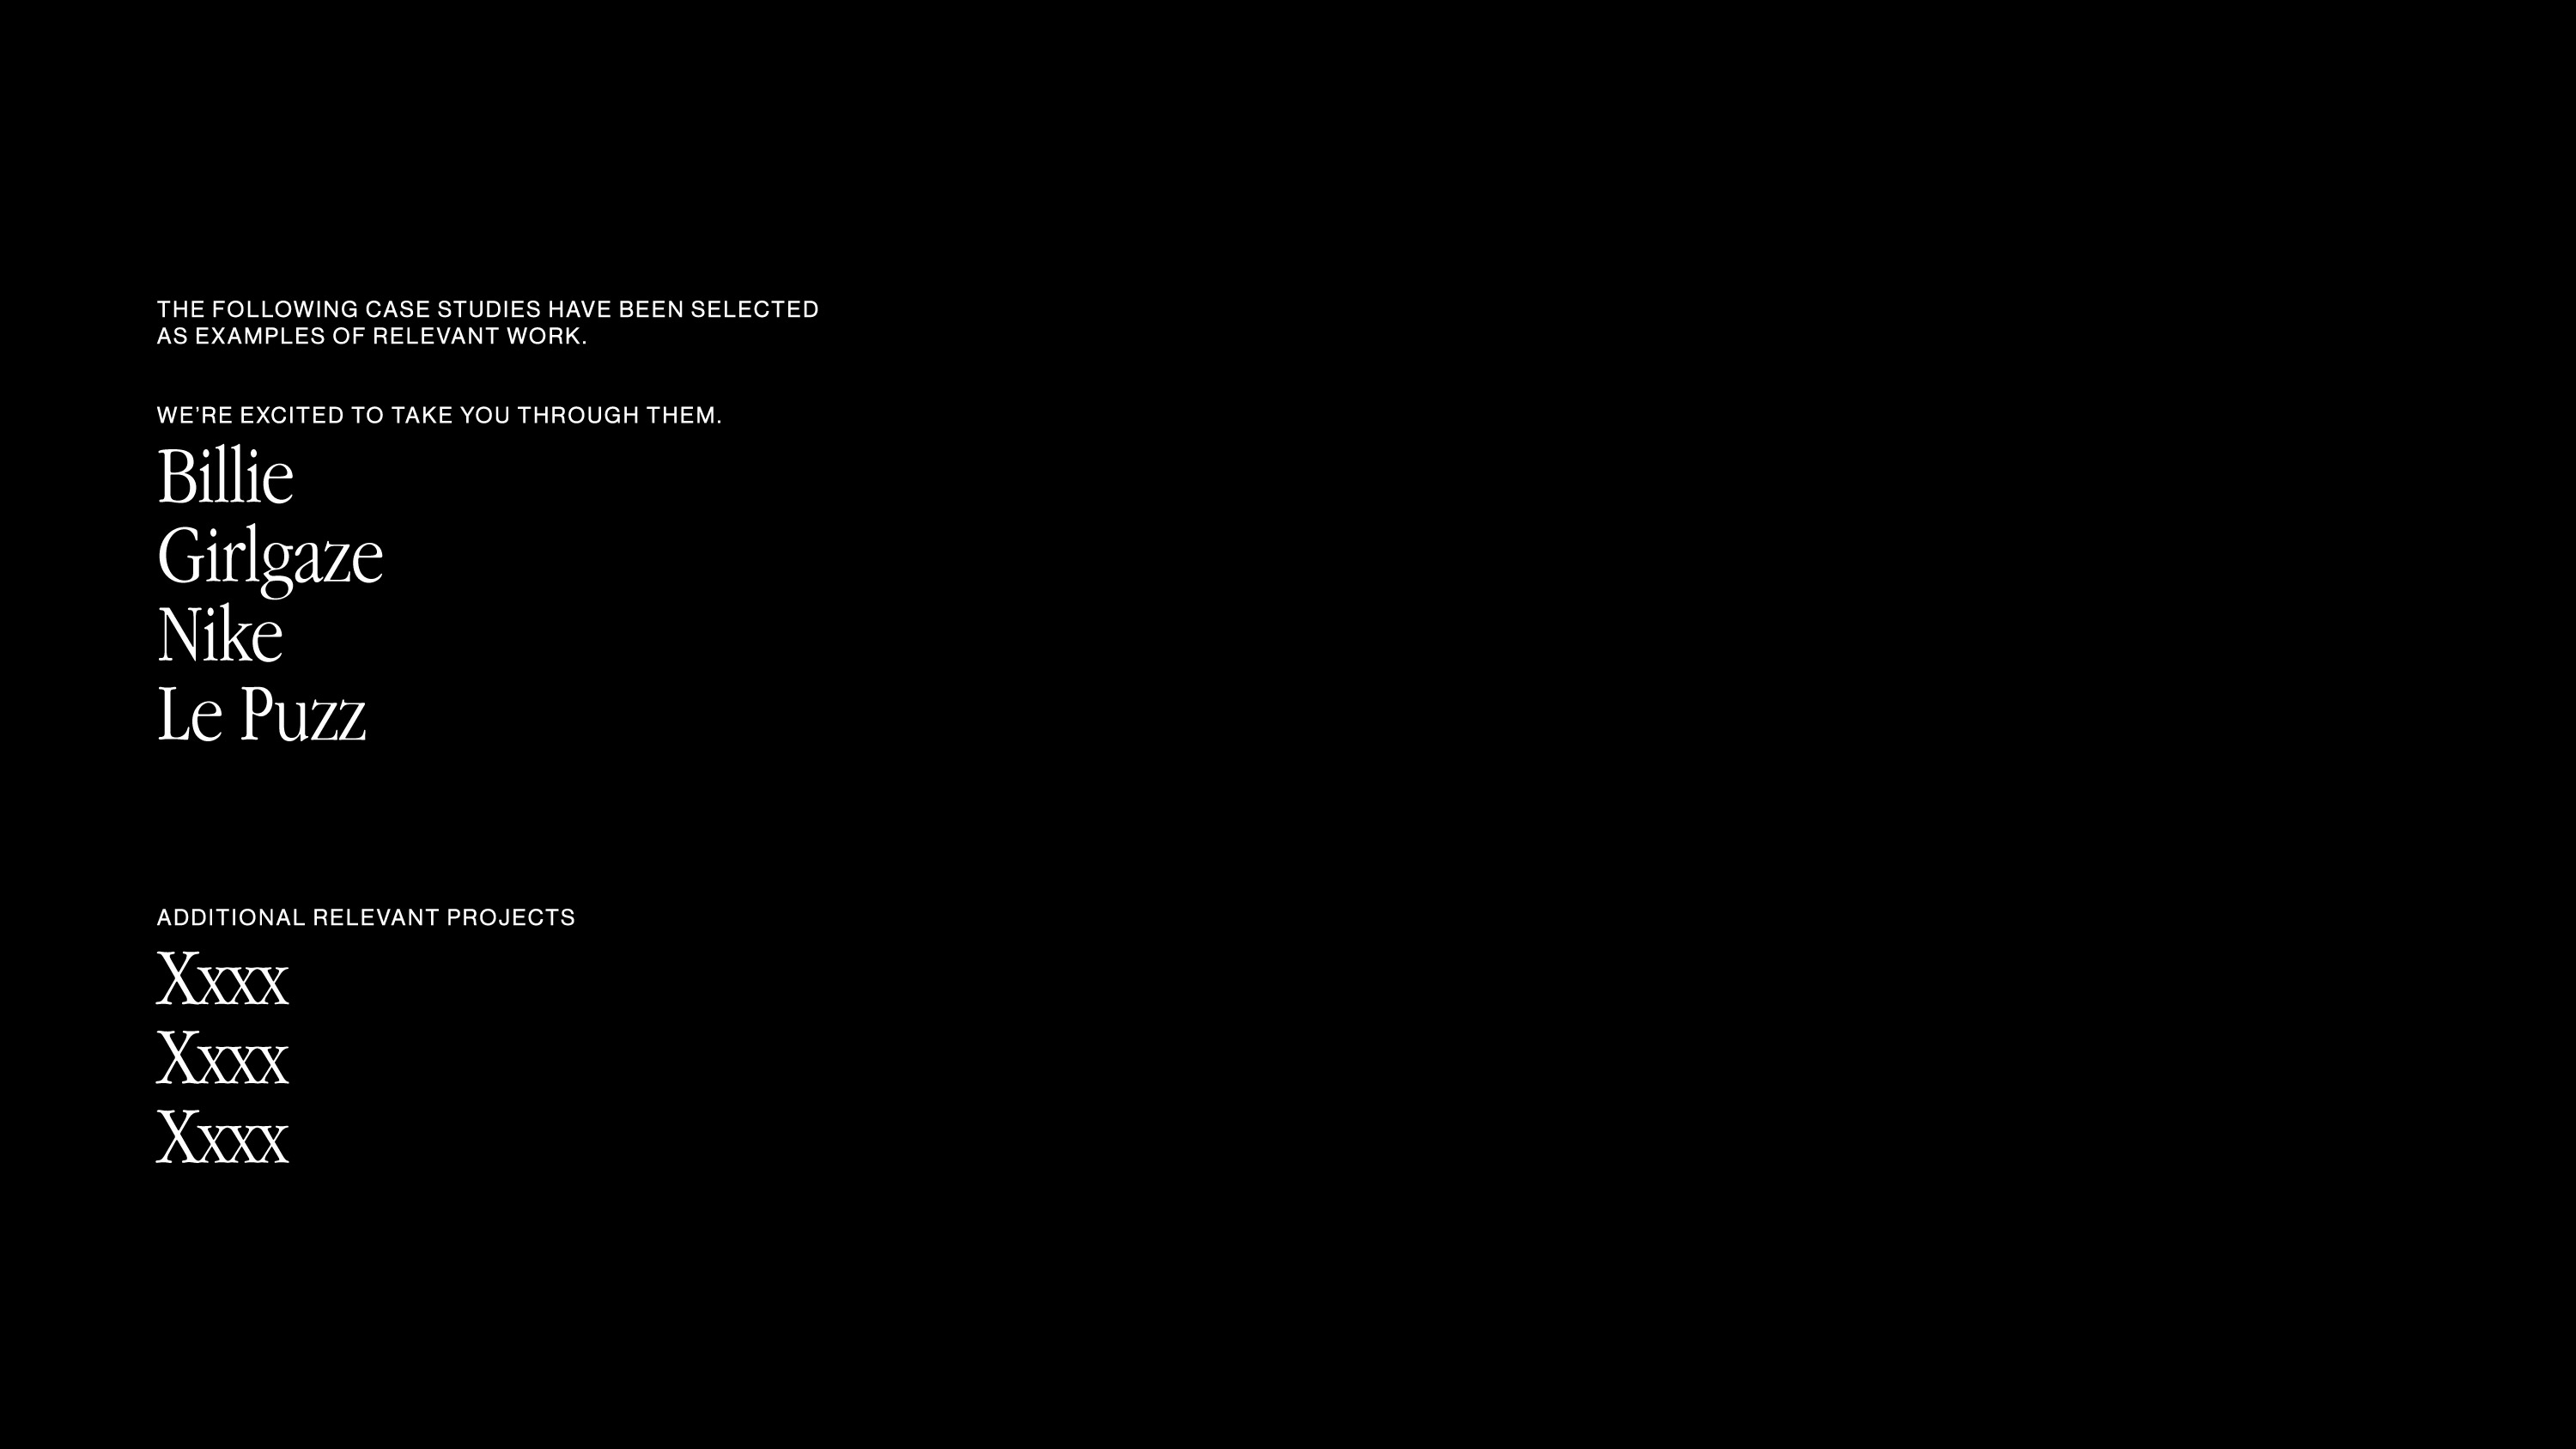 THE FOLLOWING CASE STUDIES HAVE BEEN SELECTED
AS EXAMPLES OF RELEVANT WORK.
WE'RE EXCITED TO TAKE YOU THROUGH THEM.
Billie
Girlgaze
Nike
Le Puzz
ADDITIONAL RELEVANT PROJECTS
Xxxx
Xxxx
Xxxx